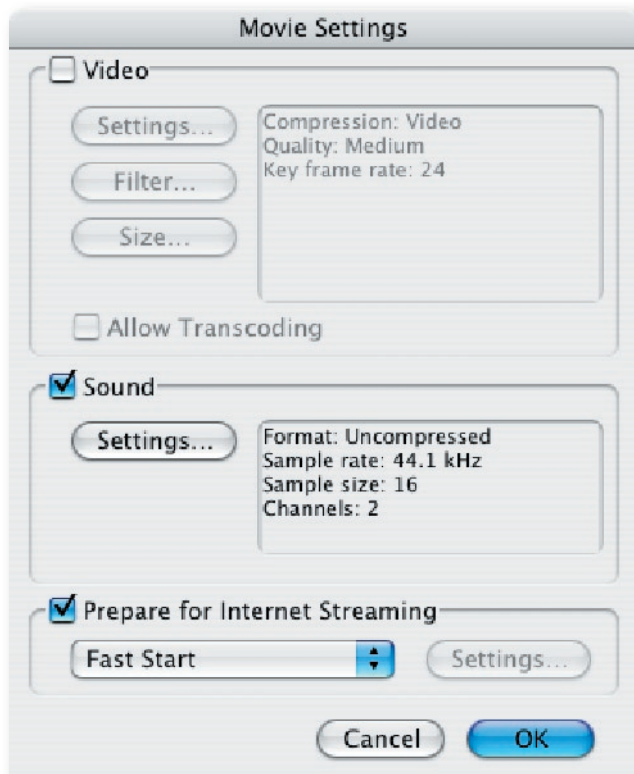 Movie Settings
Video
Settings...
Compression: Video
Quality: Medium
Key frame rate: 24
Filter...
Size...
Allow Transcoding
Sound
Settings...
Format: Uncompressed
Sample rate: 44.1 kHz
Sample size: 16
Channels: 2
Prepare for Internet Streaming
Fast Start
Settings...
Cancel
OK